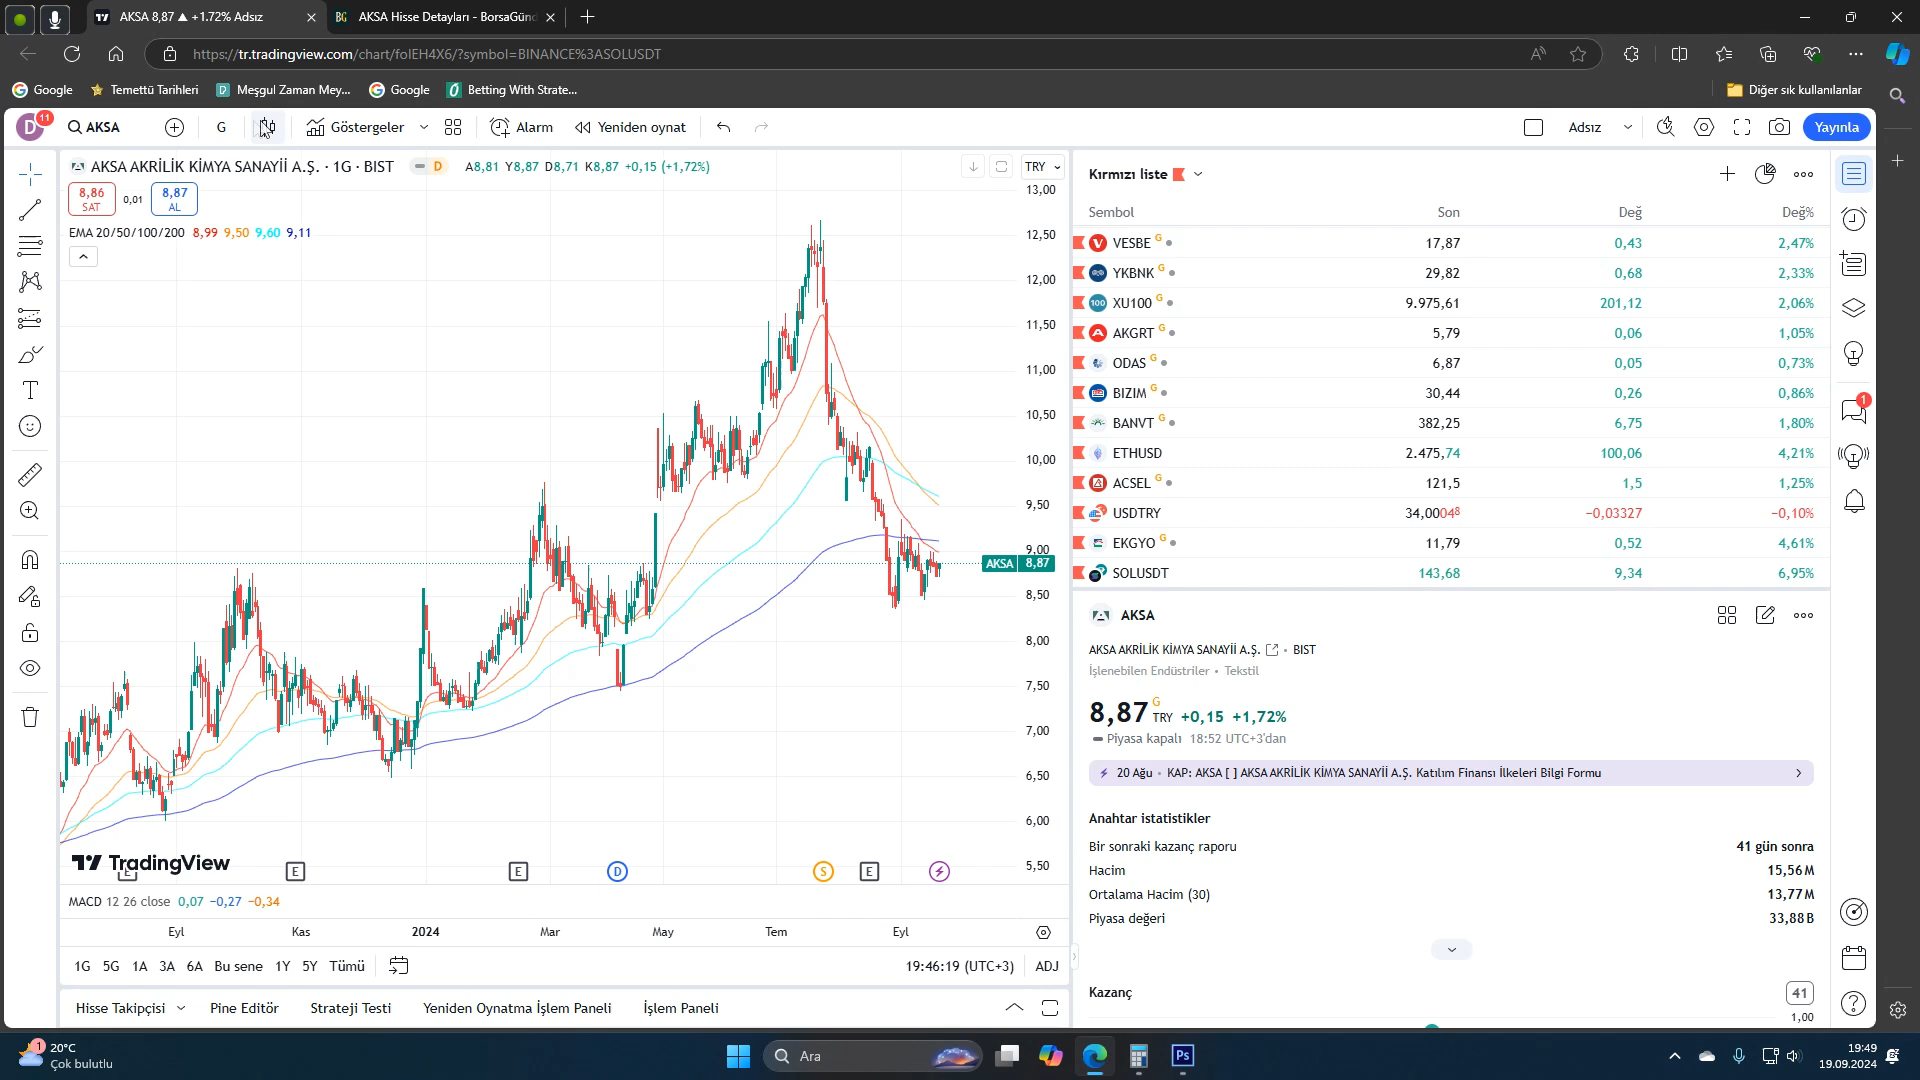 AKSA 8,87 ▲ +1.72% Adsız
BG AKSA Hisse Detayları - BorsaGünd
https://tr.tradingview.com/chart/folEH4X6/?symbol=BINANCE%3ASOLUSDT
Google Temettü Tarihleri Meşgul Zaman Mey... Google Betting With Strate... Diğer sık kullanılanlar
D 11 AKSA G Göstergeler Alarm Yeniden oynat Adsız Yayınla
AKSA AKRİLİK KİMYA SANAYİİ A.Ş. · 1G · BIST D A8,81 Y8,87 D8,71 K8,87 +0,15 (+1,72%) TRY
8,86 SAT 0,01 8,87 AL
EMA 20/50/100/200 8,99 9,50 9,60 9,11
13,00
12,50
12,00
11,50
11,00
10,50
10,00
9,50
9,00
AKSA 8,87
8,50
8,00
7,50
7,00
6,50
6,00
5,50
TradingView
E E E D S E
MACD 12 26 close 0,07 −0,27 −0,34
Eyl Kas 2024 Mar May Tem Eyl
1G 5G 1A 3A 6A Bu sene 1Y 5Y Tümü 19:46:19 (UTC+3) ADJ
Hisse Takipçisi Pine Editör Strateji Testi Yeniden Oynatma İşlem Paneli İşlem Paneli
Kırmızı liste
Sembol Son Değ Değ%
VESBE G 17,87 0,43 2,47%
YKBNK G 29,82 0,68 2,33%
100 XU100 G 9.975,61 201,12 2,06%
AKGRT G 5,79 0,06 1,05%
ODAS G 6,87 0,05 0,73%
BIZIM G 30,44 0,26 0,86%
BANVT G 382,25 6,75 1,80%
ETHUSD 2.475,74 100,06 4,21%
ACSEL G 121,5 1,5 1,25%
USDTRY 34,0004⁸ −0,03327 −0,10%
EKGYO G 11,79 0,52 4,61%
SOLUSDT 143,68 9,34 6,95%
1
AKSA
AKSA AKRİLİK KİMYA SANAYİİ A.Ş. • BIST
İşlenebilen Endüstriler • Tekstil
8,87 G TRY +0,15 +1,72%
Piyasa kapalı 18:52 UTC+3'dan
20 Ağu • KAP: AKSA [ ] AKSA AKRİLİK KİMYA SANAYİİ A.Ş. Katılım Finansı İlkeleri Bilgi Formu
Anahtar istatistikler
Bir sonraki kazanç raporu 41 gün sonra
Hacim 15,56M
Ortalama Hacim (30) 13,77M
Piyasa değeri 33,88B
Kazanç 41
1,00
1 20°C
Çok bulutlu
Ara
Ps
19:49
19.09.2024